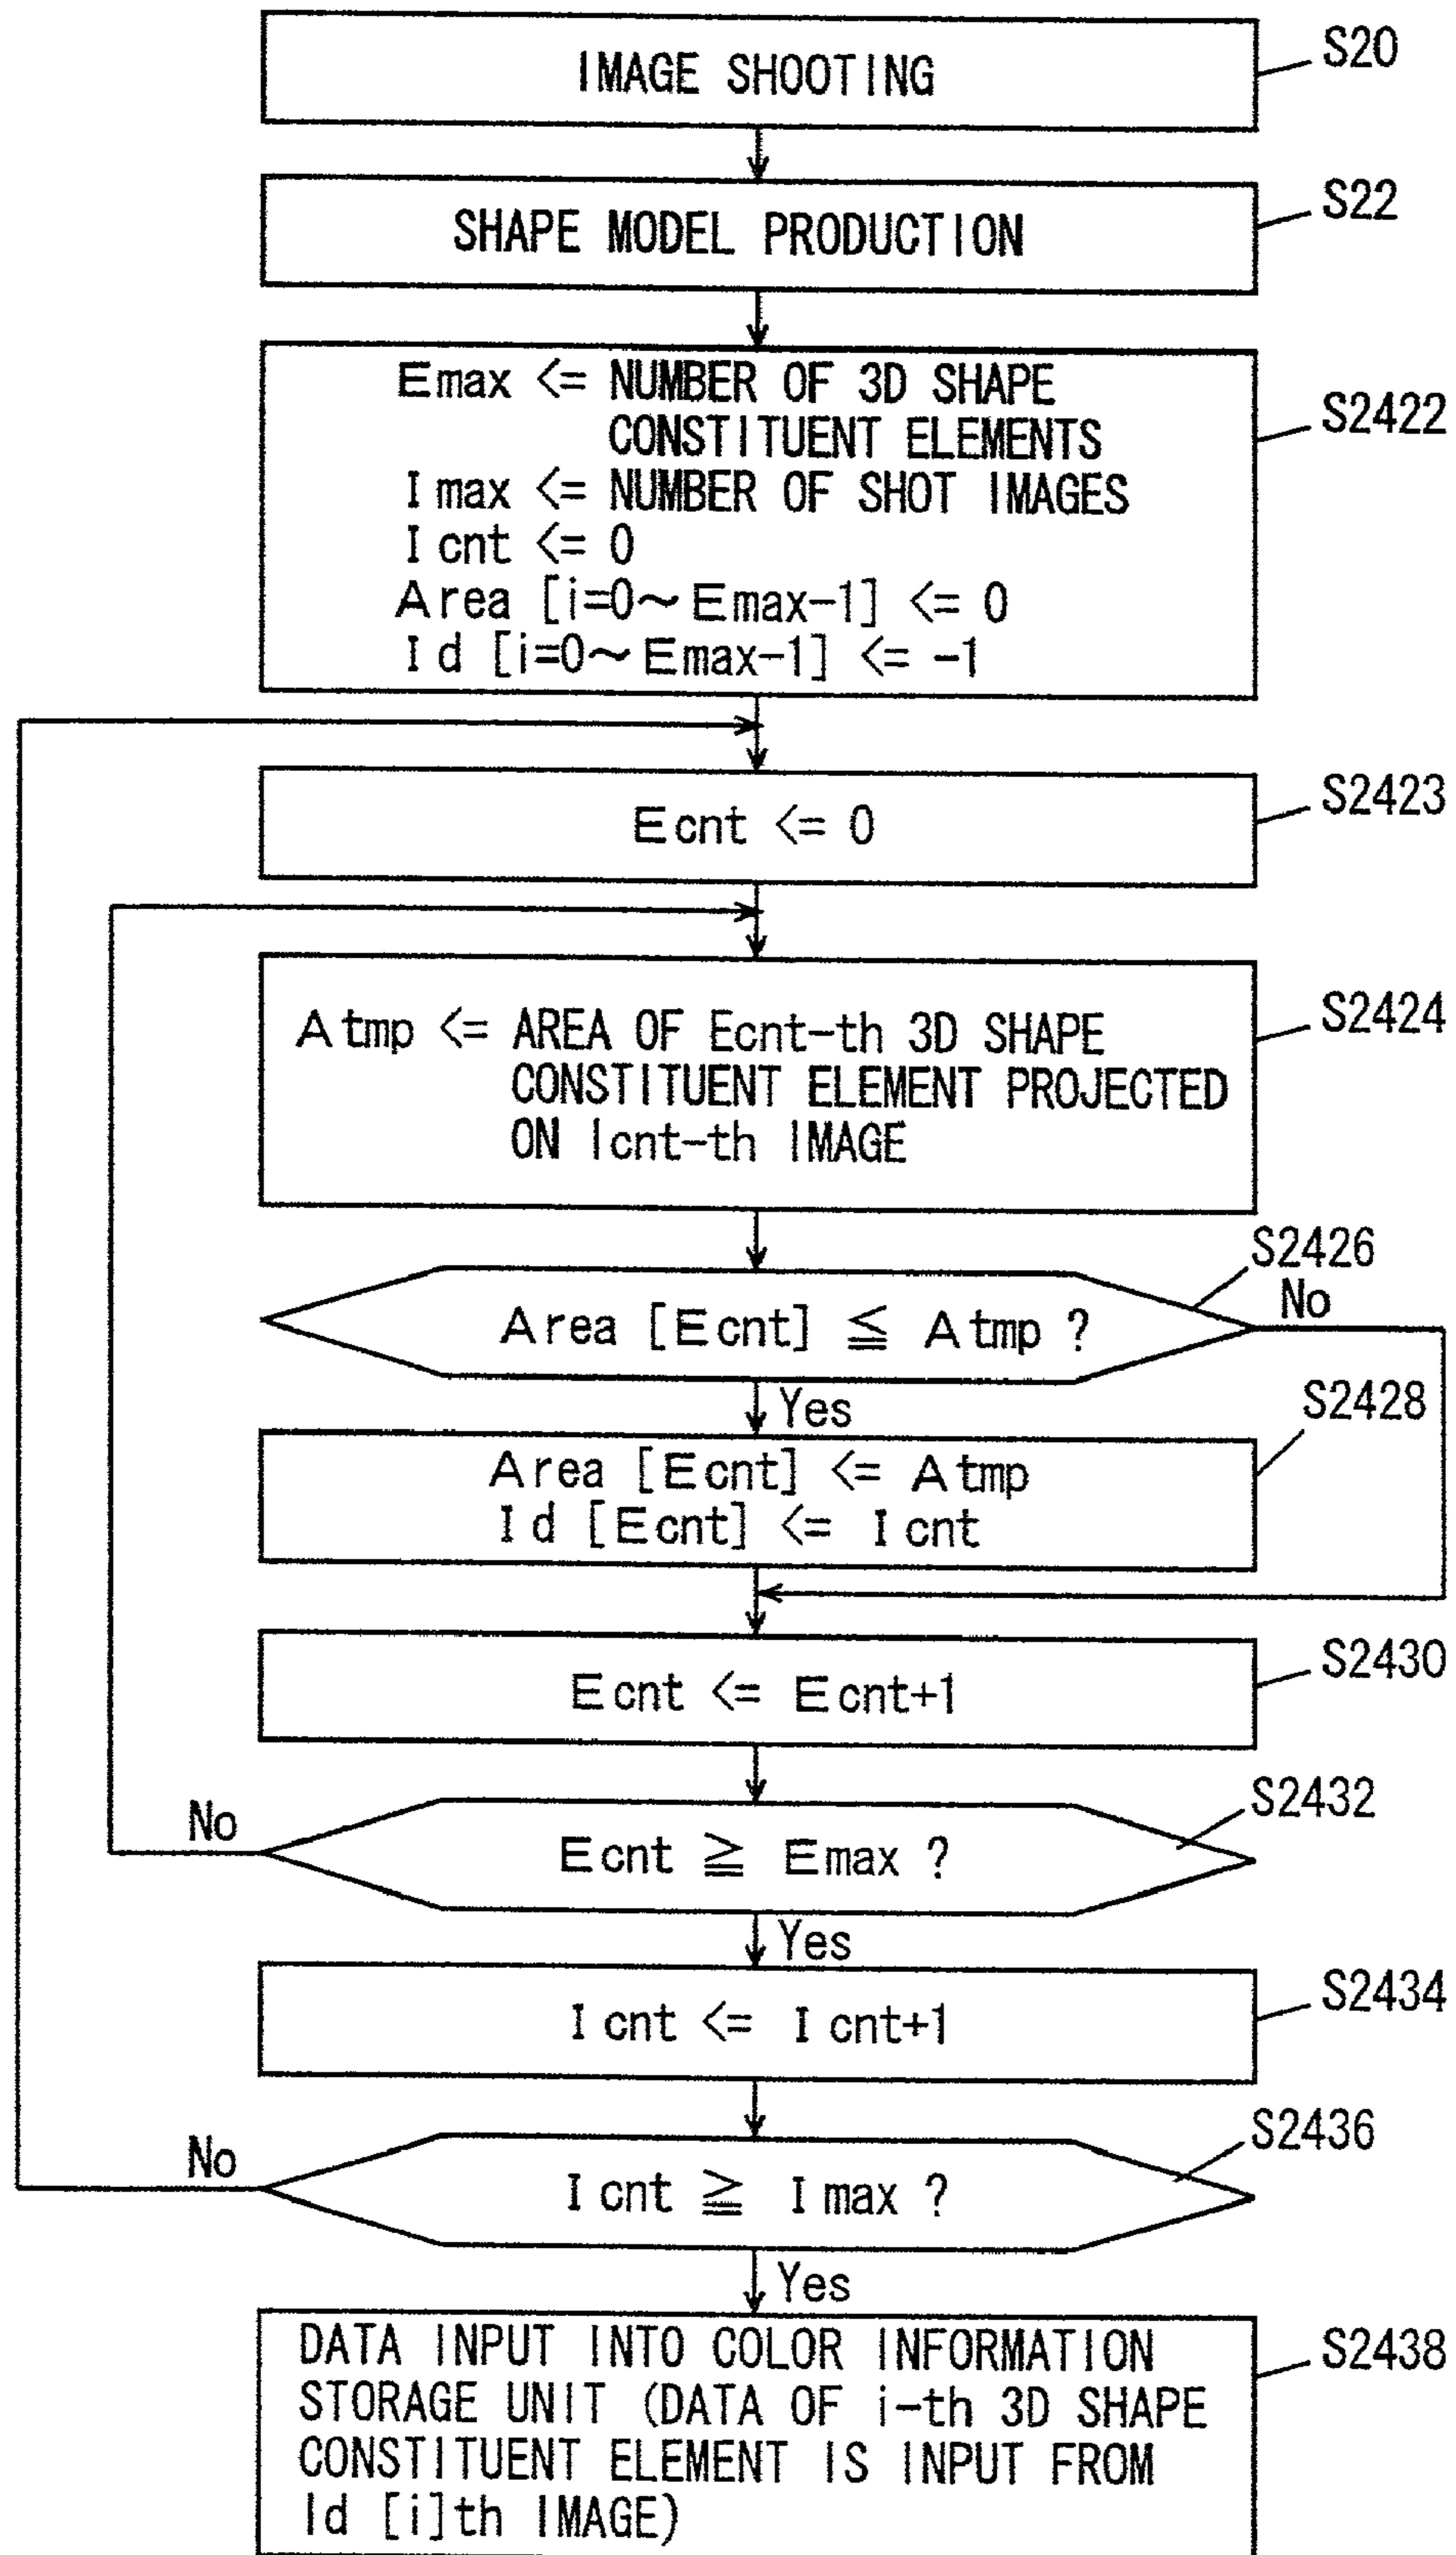 IMAGE SHOOTING
S20
SHAPE MODEL PRODUCTION
S22
Emax <= NUMBER OF 3D SHAPE
CONSTITUENT ELEMENTS
Imax <= NUMBER OF SHOT IMAGES
Icnt <= 0
Area [i=0～Emax-1] <= 0
Id [i=0～Emax-1] <= -1
S2422
Ecnt <= 0
S2423
Atmp <= AREA OF Ecnt-th 3D SHAPE
CONSTITUENT ELEMENT PROJECTED
ON Icnt-th IMAGE
S2424
S2426
Area [Ecnt] ≦ Atmp ?
No
Yes
S2428
Area [Ecnt] <= Atmp
Id [Ecnt] <= Icnt
Ecnt <= Ecnt+1
S2430
S2432
No
Ecnt ≧ Emax ?
Yes
Icnt <= Icnt+1
S2434
S2436
No
Icnt ≧ Imax ?
Yes
DATA INPUT INTO COLOR INFORMATION
STORAGE UNIT (DATA OF i-th 3D SHAPE
CONSTITUENT ELEMENT IS INPUT FROM
Id [i]th IMAGE)
S2438